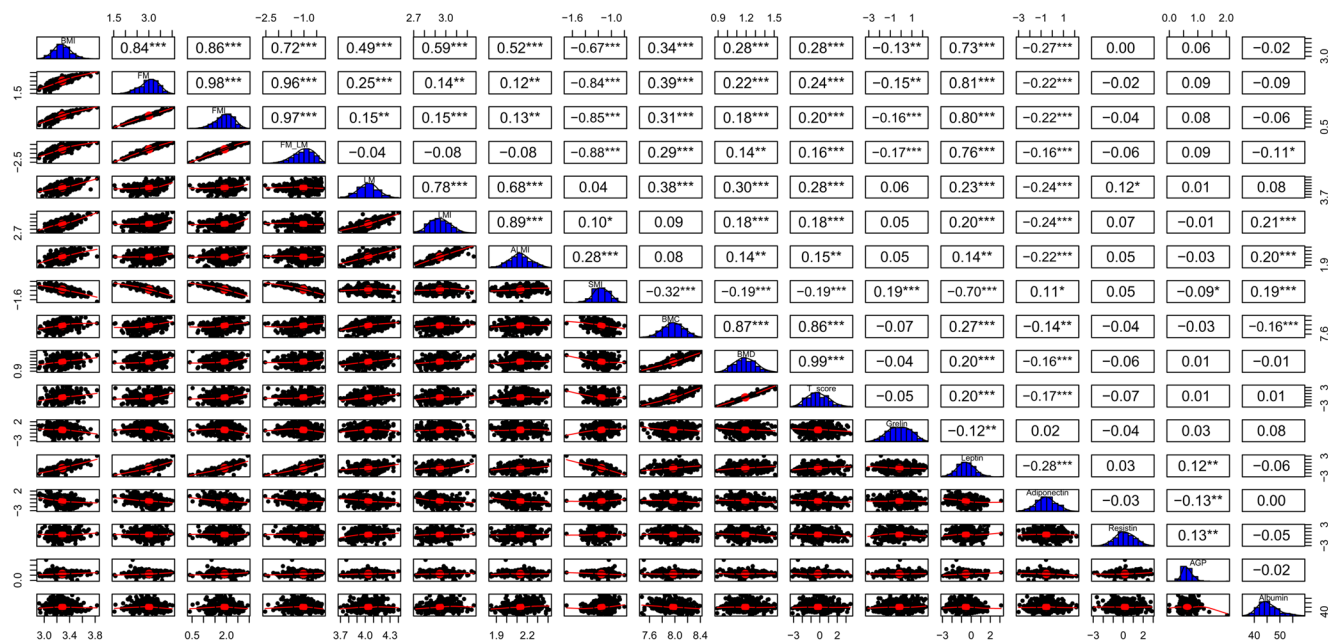 1.5 3.0 −2.5 −1.0 2.7 3.0 −1.6 −1.0 0.9 1.2 1.5 −3 −1 1 −3 −1 1 0.0 1.0 2.0
BMI 0.84*** 0.86*** 0.72*** 0.49*** 0.59*** 0.52*** −0.67*** 0.34*** 0.28*** 0.28*** −0.13** 0.73*** −0.27*** 0.00 0.06 −0.02 3.0
1.5 FM 0.98*** 0.96*** 0.25*** 0.14** 0.12** −0.84*** 0.39*** 0.22*** 0.24*** −0.15** 0.81*** −0.22*** −0.02 0.09 −0.09
FMI 0.97*** 0.15** 0.15*** 0.13** −0.85*** 0.31*** 0.18*** 0.20*** −0.16*** 0.80*** −0.22*** −0.04 0.08 −0.06 0.5
−2.5 FM_LM −0.04 −0.08 −0.08 −0.88*** 0.29*** 0.14** 0.16*** −0.17*** 0.76*** −0.16*** −0.06 0.09 −0.11*
LM 0.78*** 0.68*** 0.04 0.38*** 0.30*** 0.28*** 0.06 0.23*** −0.24*** 0.12* 0.01 0.08 3.7
2.7 LMI 0.89*** 0.10* 0.09 0.18*** 0.18*** 0.05 0.20*** −0.24*** 0.07 −0.01 0.21***
ALMI 0.28*** 0.08 0.14** 0.15** 0.05 0.14** −0.22*** 0.05 −0.03 0.20*** 1.9
−1.6 SMI −0.32*** −0.19*** −0.19*** 0.19*** −0.70*** 0.11* 0.05 −0.09* 0.19***
BMC 0.87*** 0.86*** −0.07 0.27*** −0.14** −0.04 −0.03 −0.16*** 7.6
0.9 BMD 0.99*** −0.04 0.20*** −0.16*** −0.06 0.01 −0.01
T_score −0.05 0.20*** −0.17*** −0.07 0.01 0.01 −3 3
−3 2 Grelin −0.12** 0.02 −0.04 0.03 0.08
Leptin −0.28*** 0.03 0.12** −0.06 −3 3
−3 2 Adiponectin −0.03 −0.13** 0.00
Resistin 0.13** −0.05 −3 3
0.0 AGP −0.02
Albumin 40
3.0 3.4 3.8 0.5 2.0 3.7 4.0 4.3 1.9 2.2 7.6 8.0 8.4 −3 0 2 −3 0 2 −3 0 2 40 50